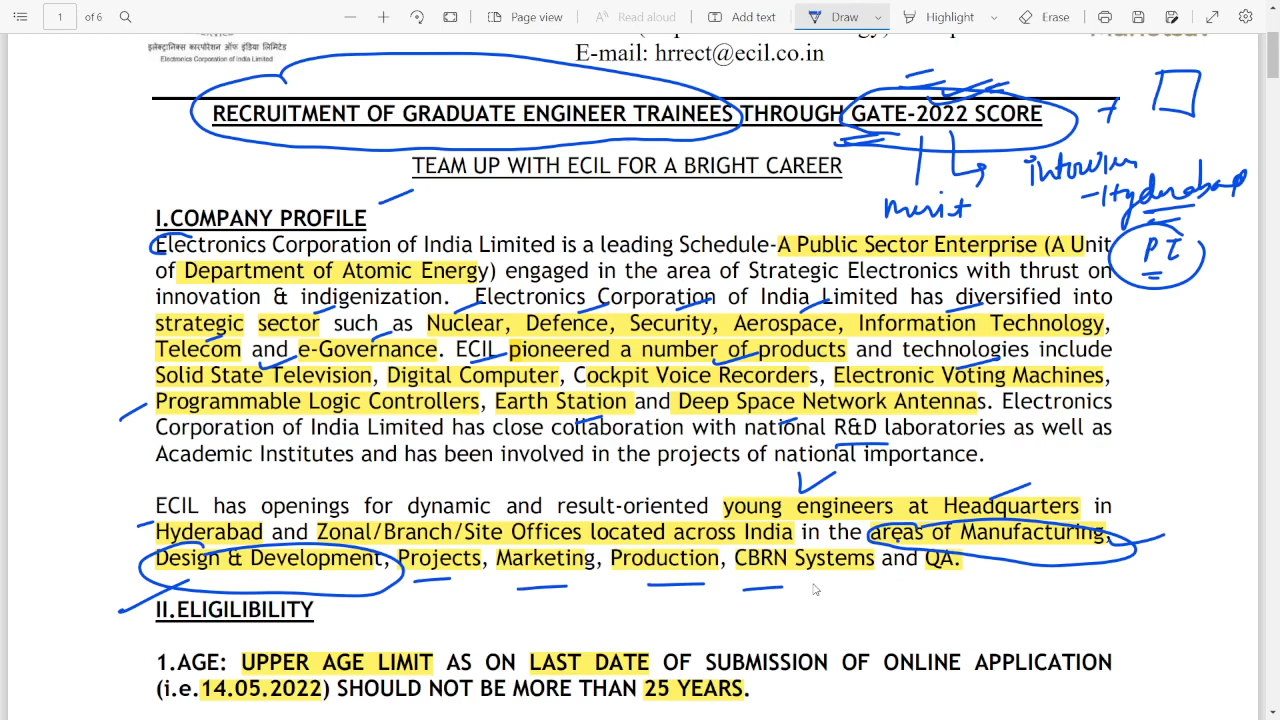 1 of 6 Page view Read aloud Add text Draw Highlight Erase
इलेक्ट्रानिक्स कारपोरेशन ऑफ इंडिया लिमिटेड
Electronics Corporation of India Limited
E-mail: hrrect@ecil.co.in
RECRUITMENT OF GRADUATE ENGINEER TRAINEES THROUGH GATE-2022 SCORE
+
TEAM UP WITH ECIL FOR A BRIGHT CAREER
merit
-Hyderabad
PI
I.COMPANY PROFILE
Electronics Corporation of India Limited is a leading Schedule-A Public Sector Enterprise (A Unit
of Department of Atomic Energy) engaged in the area of Strategic Electronics with thrust on
innovation & indigenization. Electronics Corporation of India Limited has diversified into
strategic sector such as Nuclear, Defence, Security, Aerospace, Information Technology,
Telecom and e-Governance. ECIL pioneered a number of products and technologies include
Solid State Television, Digital Computer, Cockpit Voice Recorders, Electronic Voting Machines,
Programmable Logic Controllers, Earth Station and Deep Space Network Antennas. Electronics
Corporation of India Limited has close collaboration with national R&D laboratories as well as
Academic Institutes and has been involved in the projects of national importance.
ECIL has openings for dynamic and result-oriented young engineers at Headquarters in
Hyderabad and Zonal/Branch/Site Offices located across India in the areas of Manufacturing,
Design & Development, Projects, Marketing, Production, CBRN Systems and QA.
II.ELIGILIBILITY
1.AGE: UPPER AGE LIMIT AS ON LAST DATE OF SUBMISSION OF ONLINE APPLICATION
(i.e.14.05.2022) SHOULD NOT BE MORE THAN 25 YEARS.